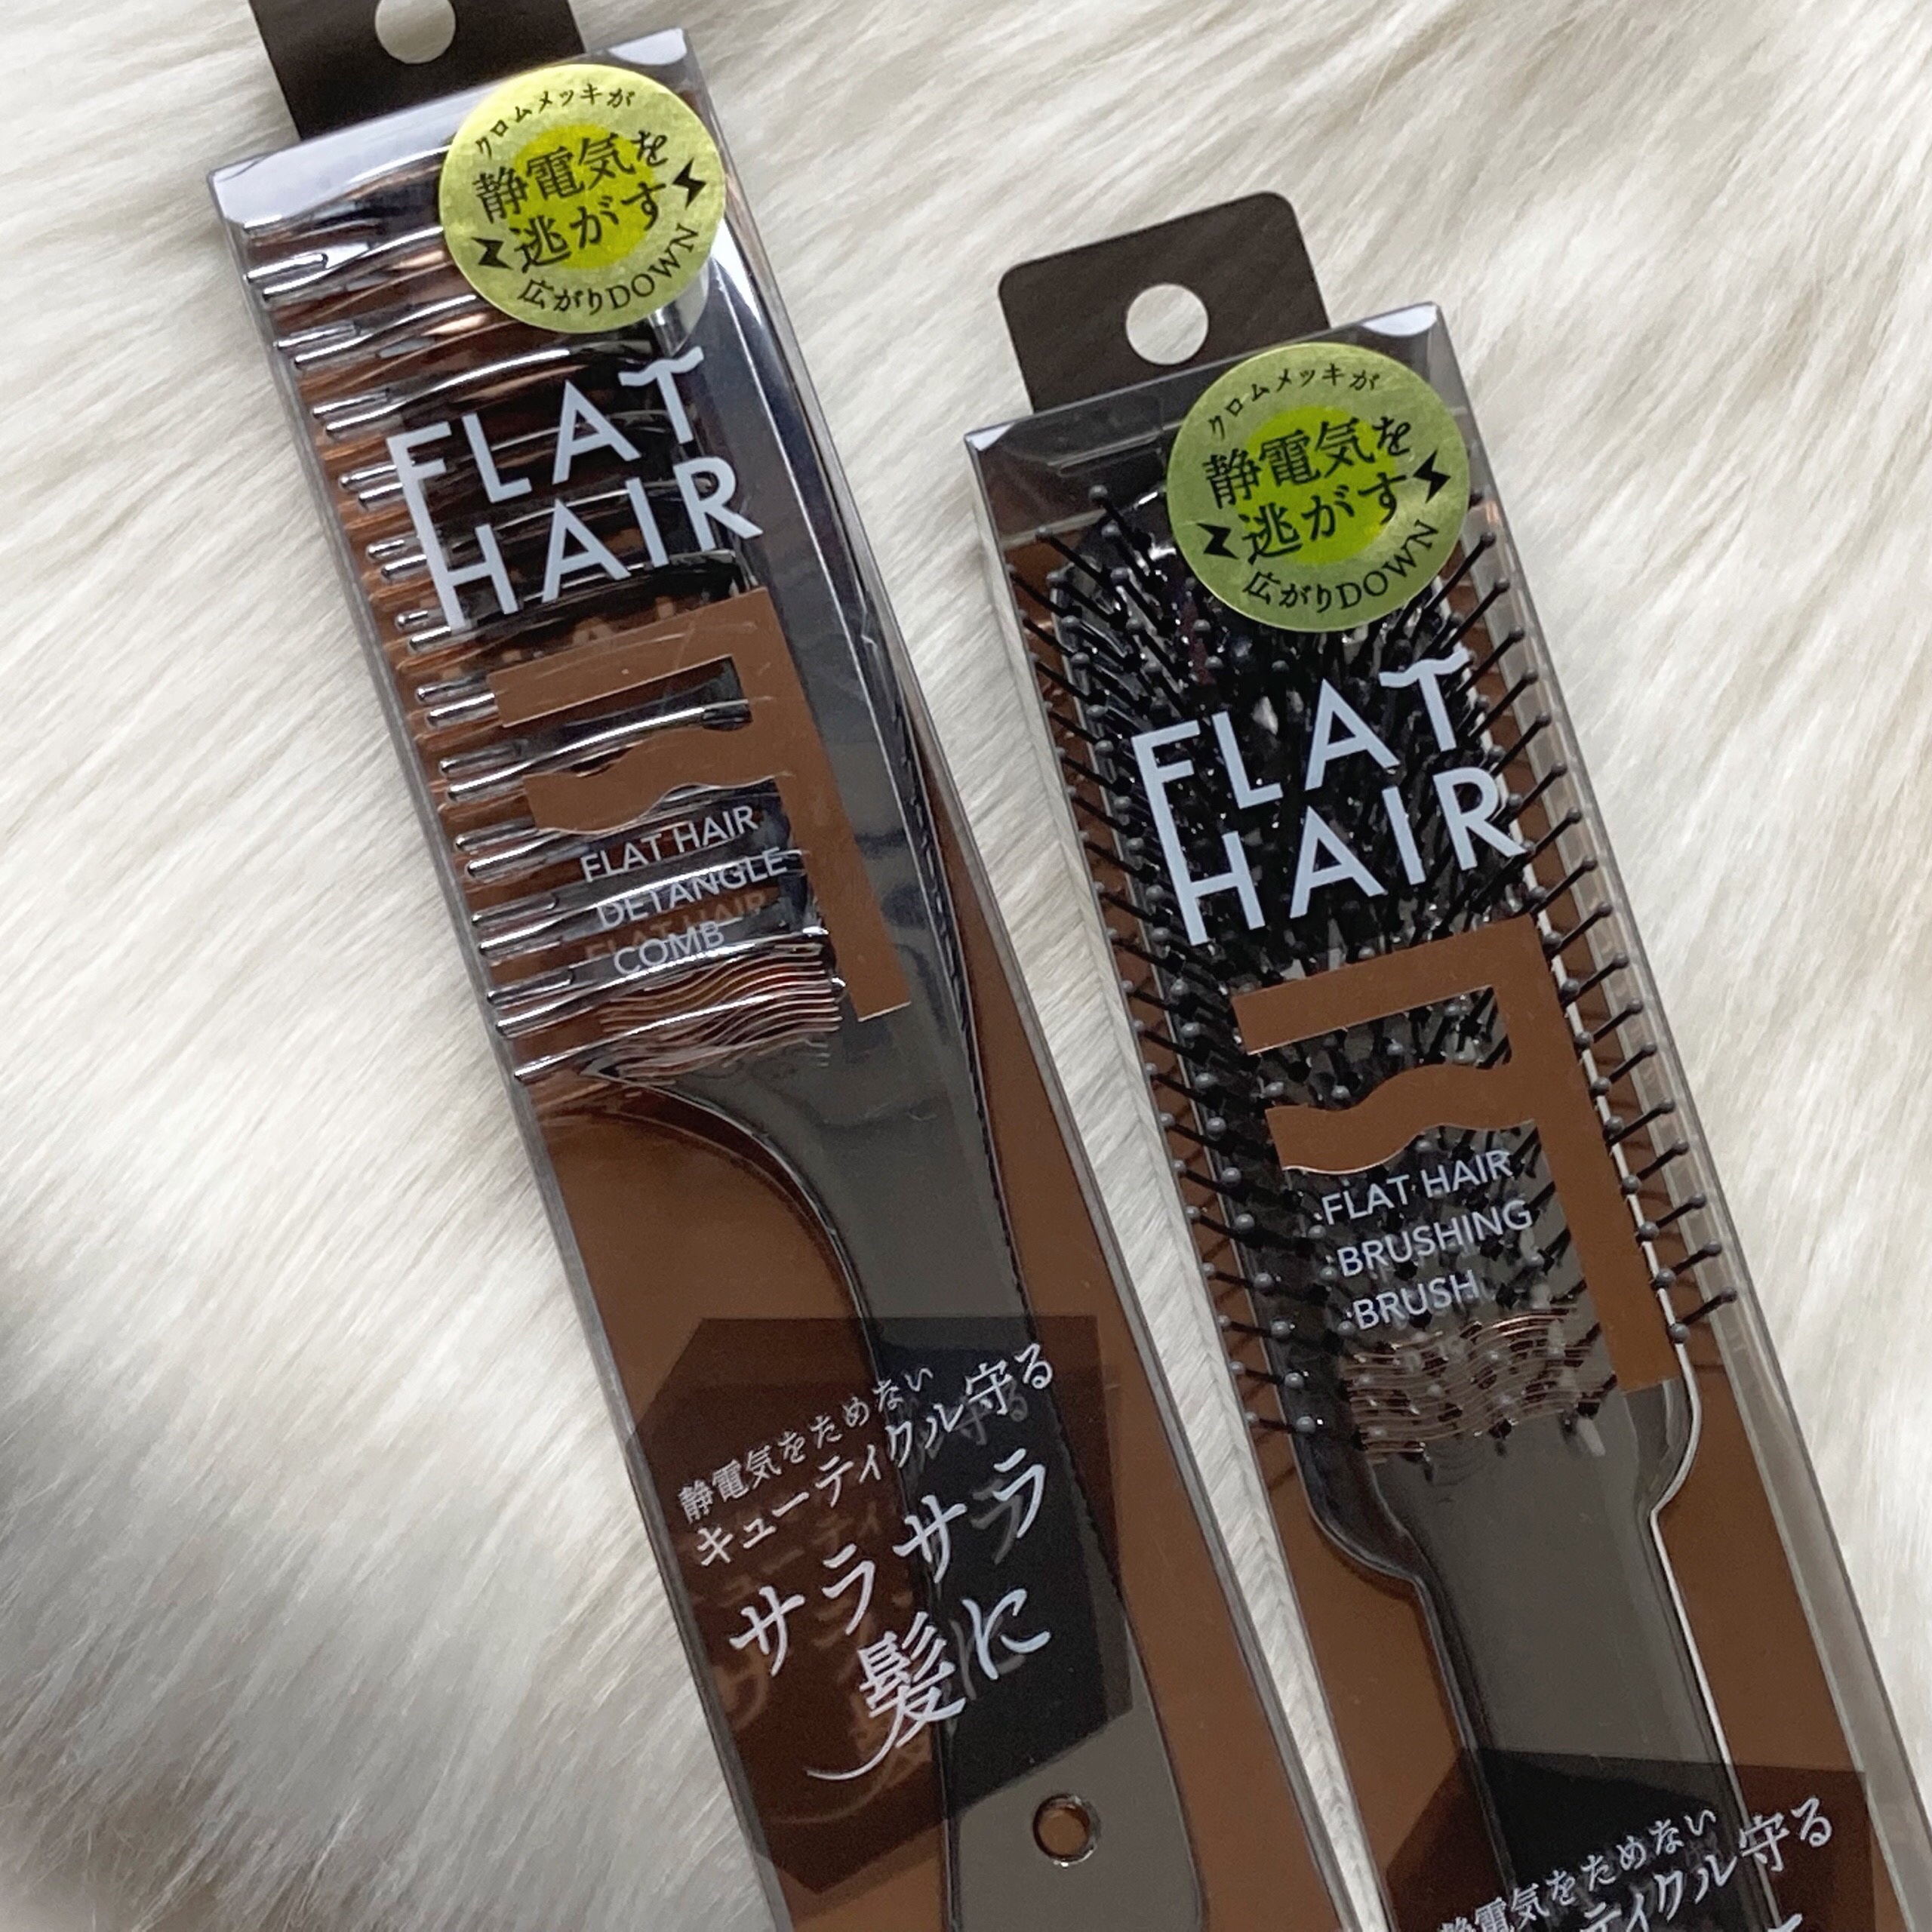 クロムメッキが
静電気を
逃がす
広がりDOWN
FLAT
HAIR
FLAT HAIR
DETANGLE
COMB
静電気をためない
キューティクル守る
サラサラ
髪に
クロムメッキが
静電気を
逃がす
広がりDOWN
FLAT
HAIR
FLAT HAIR
BRUSHING
BRUSH
静電気をためない
ティクル守る